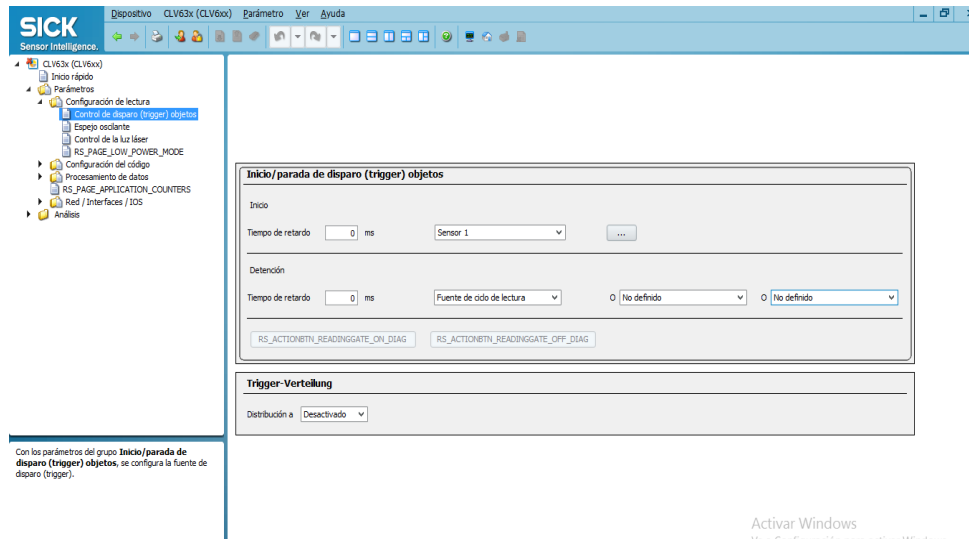 SICK
Sensor Intelligence.
Dispositivo CLV63x (CLV6xx) Parámetro Ver Ayuda
CLV63x (CLV6xx)
Inicio rápido
Parámetros
Configuración de lectura
Control de disparo (trigger) objetos
Espejo oscilante
Control de la luz láser
RS_PAGE_LOW_POWER_MODE
Configuración del código
Procesamiento de datos
RS_PAGE_APPLICATION_COUNTERS
Red / Interfaces / IOS
Análisis
Inicio/parada de disparo (trigger) objetos
Inicio
Tiempo de retardo 0 ms Sensor 1 ...
Detención
Tiempo de retardo 0 ms Fuente de ciclo de lectura O No definido O No definido
RS_ACTIONBTN_READINGGATE_ON_DIAG RS_ACTIONBTN_READINGGATE_OFF_DIAG
Trigger-Verteilung
Distribución a Desactivado
Con los parámetros del grupo Inicio/parada de
disparo (trigger) objetos, se configura la fuente de
disparo (trigger).
Activar Windows